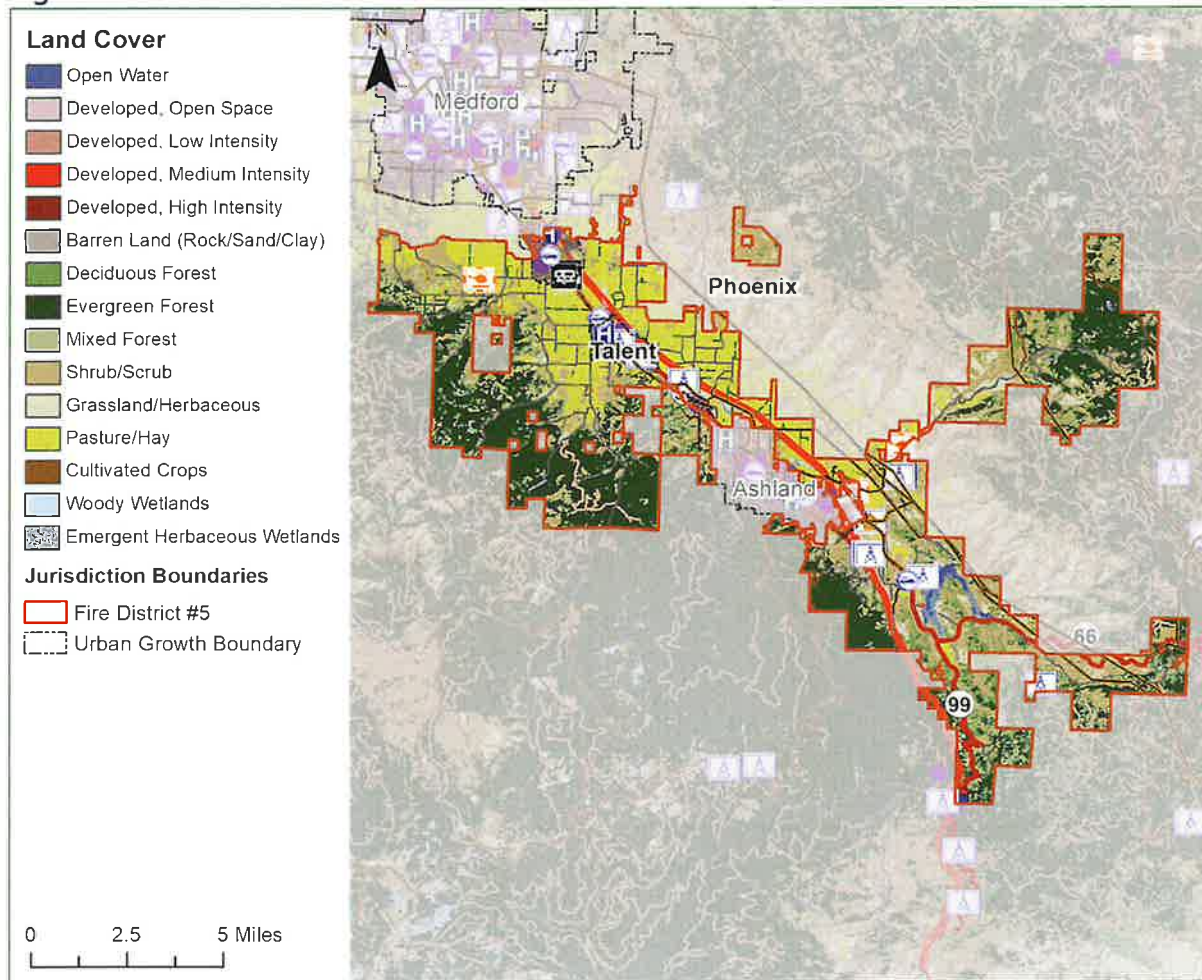 Land Cover
Open Water
Developed, Open Space
Developed, Low Intensity
Developed, Medium Intensity
Developed, High Intensity
Barren Land (Rock/Sand/Clay)
Deciduous Forest
Evergreen Forest
Mixed Forest
Shrub/Scrub
Grassland/Herbaceous
Pasture/Hay
Cultivated Crops
Woody Wetlands
Emergent Herbaceous Wetlands
Jurisdiction Boundaries
Fire District #5
Urban Growth Boundary
0 2.5 5 Miles
N
Medford
Phoenix
Talent
Ashland
66
99